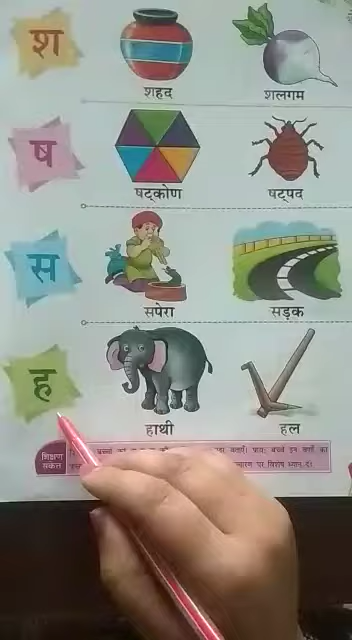 श
शहद शलगम
ष
षट्कोण षट्पद
स
सपेरा सड़क
ह
हाथी हल
शिक्षण
संकेत